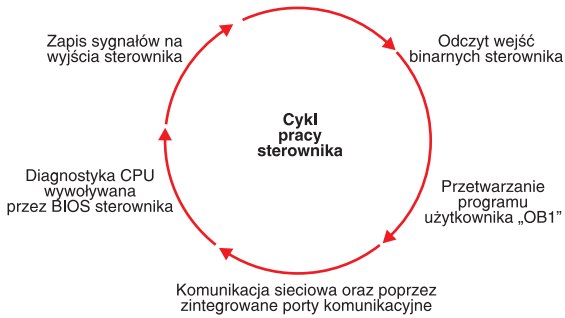 Zapis sygnałów na
wyjścia sterownika
Odczyt wejść
binarnych sterownika
Cykl
pracy
sterownika
Diagnostyka CPU
wywoływana
przez BIOS sterownika
Przetwarzanie
programu
użytkownika „OB1”
Komunikacja sieciowa oraz poprzez
zintegrowane porty komunikacyjne